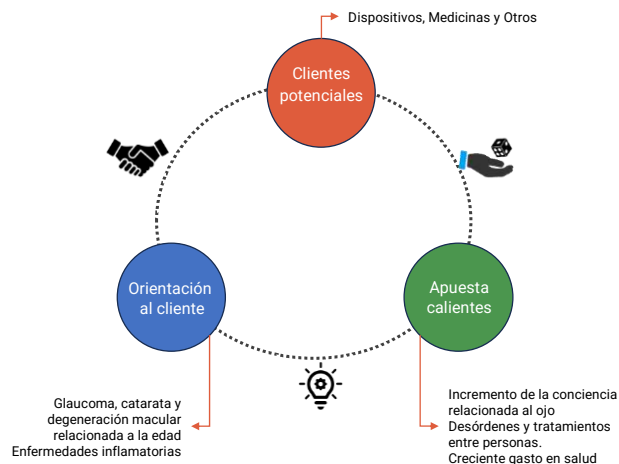 Dispositivos, Medicinas y Otros
Clientes
potenciales
Orientación
al cliente
Apuesta
calientes
Glaucoma, catarata y
degeneración macular
relacionada a la edad
Enfermedades inflamatorias
Incremento de la conciencia
relacionada al ojo
Desórdenes y tratamientos
entre personas.
Creciente gasto en salud